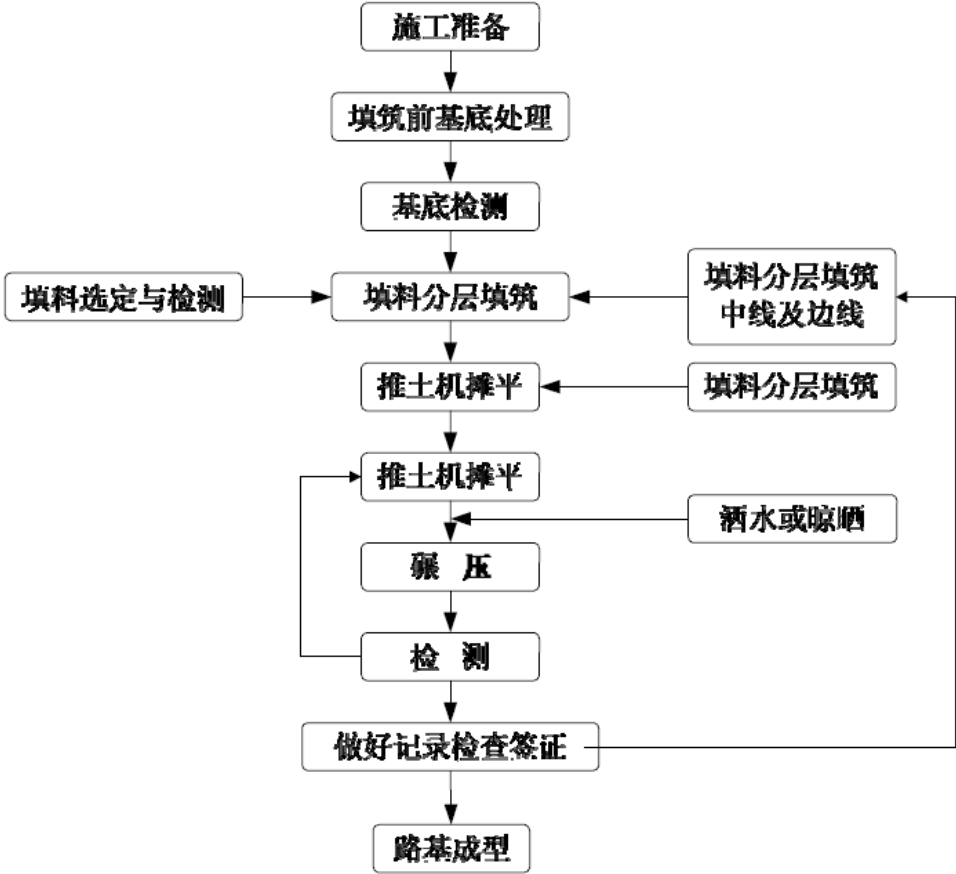 施工准备
填筑前基底处理
基底检测
填料选定与检测
填料分层填筑
填料分层填筑
中线及边线
推土机摊平
填料分层填筑
推土机摊平
洒水或晾晒
碾 压
检 测
做好记录检查签证
路基成型